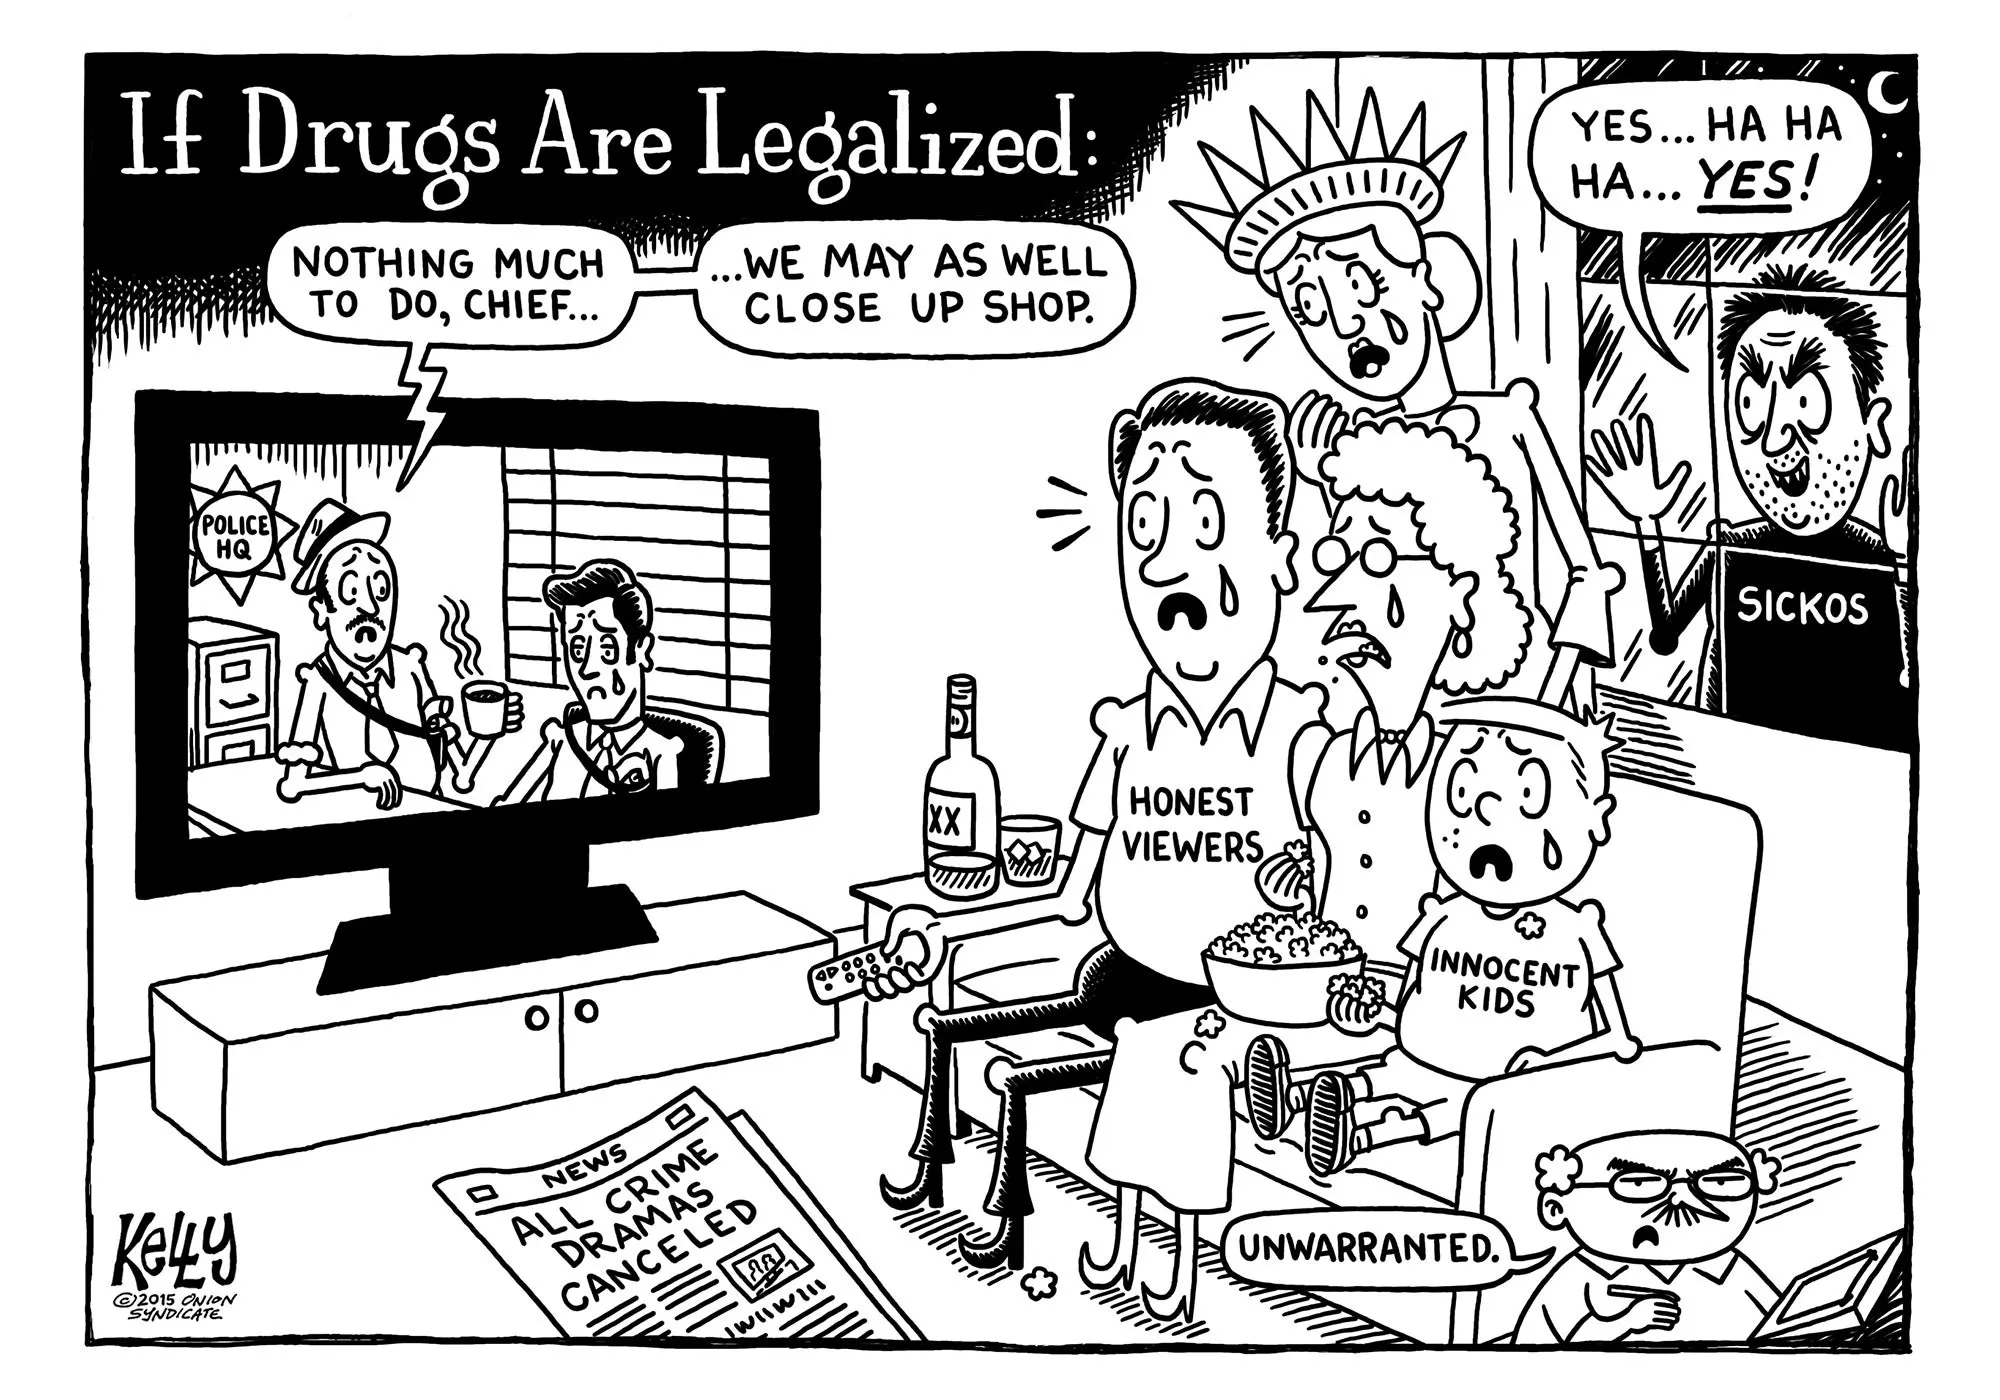 If Drugs Are Legalized:
NOTHING MUCH
TO DO, CHIEF...
...WE MAY AS WELL
CLOSE UP SHOP.
YES... HA HA
HA... YES!
POLICE
HQ
SICKOS
XX
HONEST
VIEWERS
INNOCENT
KIDS
NEWS
ALL CRIME
DRAMAS
CANCELED
UNWARRANTED.
KELLY
©2015 ONION
SYNDICATE